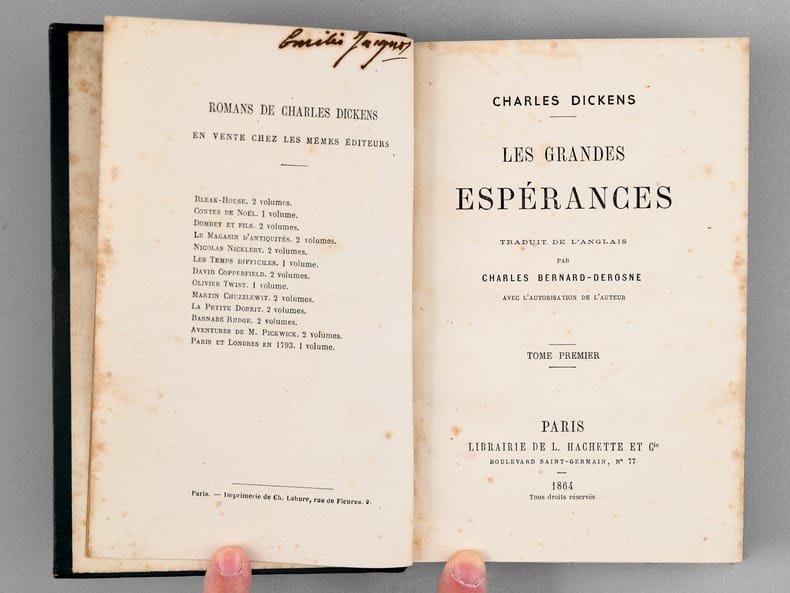 Emilie Jacquot
ROMANS DE CHARLES DICKENS
EN VENTE CHEZ LES MÊMES ÉDITEURS
BLEAK-HOUSE. 2 volumes.
CONTES DE NOËL. 1 volume.
DOMBEY ET FILS. 2 volumes.
LE MAGASIN D'ANTIQUITÉS. 2 volumes.
NICOLAS NICKLEBY. 2 volumes.
LES TEMPS DIFFICILES. 1 volume.
DAVID COPPERFIELD. 2 volumes.
OLIVIER TWIST. 1 volume.
MARTIN CHUZZLEWIT. 2 volumes.
LA PETITE DORRIT. 2 volumes.
BARNABÉ RUDGE. 2 volumes.
AVENTURES DE M. PICKWICK. 2 volumes.
PARIS ET LONDRES EN 1793. 1 volume.
Paris. — Imprimerie de Ch. Lahure, rue de Fleurus, 9.
CHARLES DICKENS
LES GRANDES
ESPÉRANCES
TRADUIT DE L'ANGLAIS
PAR
CHARLES BERNARD-DEROSNE
AVEC L'AUTORISATION DE L'AUTEUR
TOME PREMIER
PARIS
LIBRAIRIE DE L. HACHETTE ET Cie
BOULEVARD SAINT-GERMAIN, N° 77
1864
Tous droits réservés